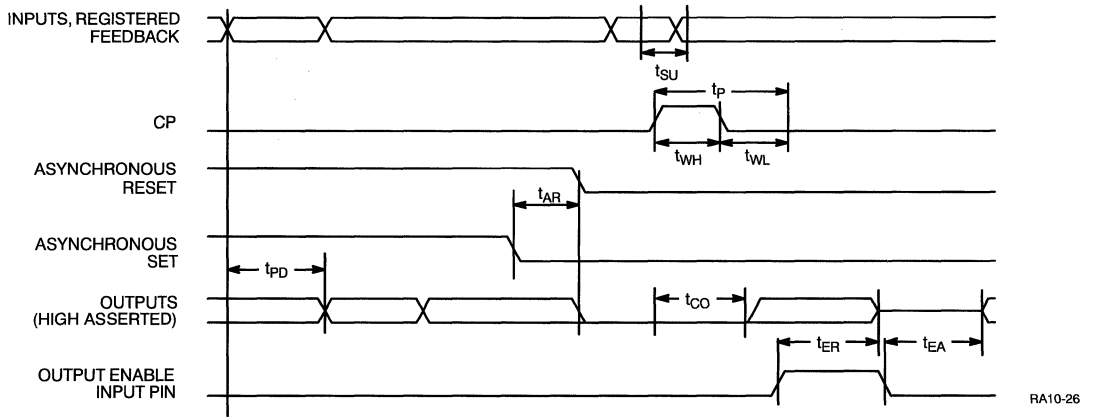 INPUTS, REGISTERED
FEEDBACK
tSU
tP
CP
tWH
tWL
ASYNCHRONOUS
RESET
tAR
ASYNCHRONOUS
SET
tPD
OUTPUTS
(HIGH ASSERTED)
tCO
tER
tEA
OUTPUT ENABLE
INPUT PIN
RA10-26